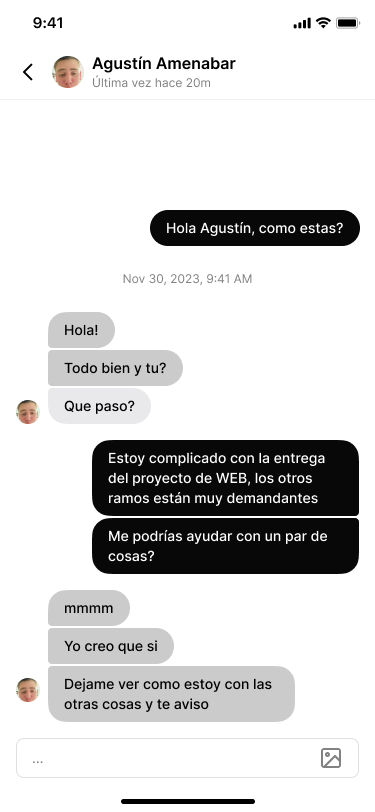 9:41
Agustín Amenabar
Última vez hace 20m
Hola Agustín, como estas?
Nov 30, 2023, 9:41 AM
Hola!
Todo bien y tu?
Que paso?
Estoy complicado con la entrega
del proyecto de WEB, los otros
ramos están muy demandantes
Me podrías ayudar con un par de
cosas?
mmmm
Yo creo que si
Dejame ver como estoy con las
otras cosas y te aviso
...